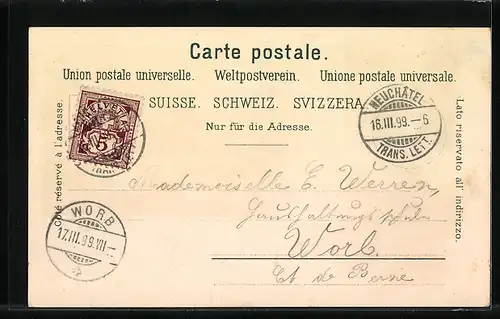 Carte postale.
Union postale universelle. Weltpostverein. Unione postale universale.
SUISSE. SCHWEIZ. SVIZZERA
Nur für die Adresse.
Côté réservé à l'adresse.
Lato riservato all' indirizzo.
HELVETIA
5
NEUCHÂTEL
16.III.99.-6
TRANS. LETT.
Mademoiselle E. Werren,
Haushaltungsschule
Worb
Ct de Berne
WORB
17.III.99.VII-